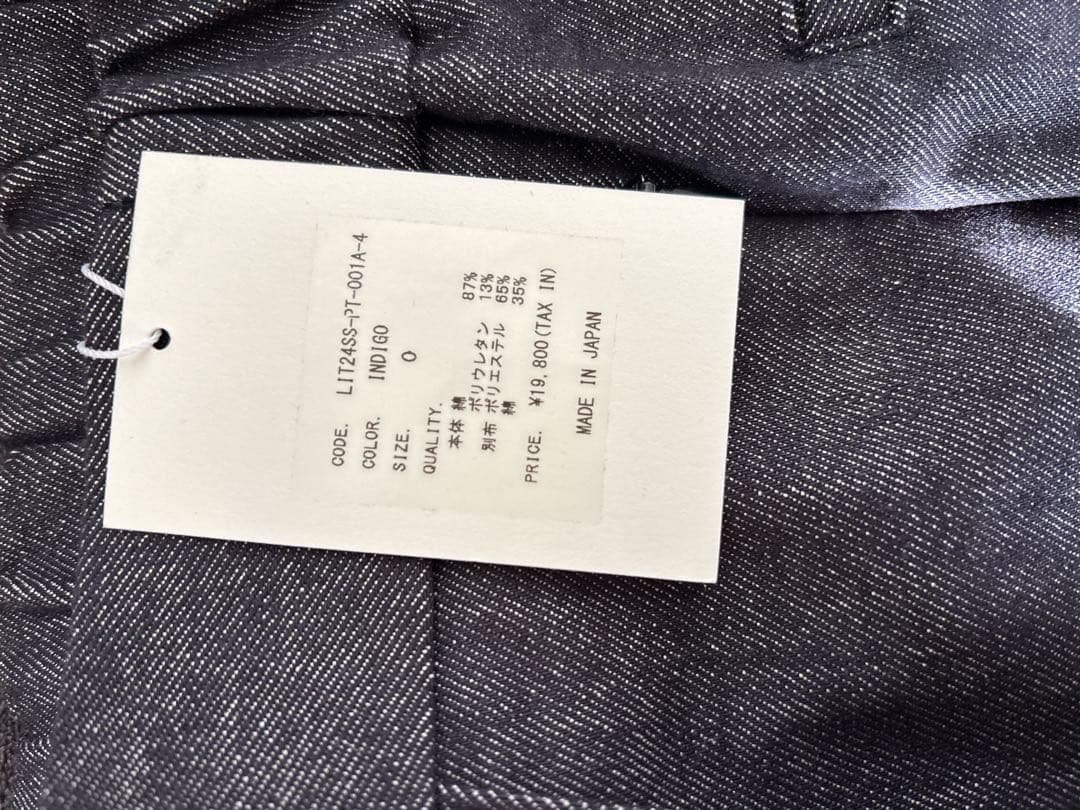 CODE. LIT24SS-PT-001A-4
COLOR. INDIGO
SIZE. 0
QUALITY.
本体 綿 87%
ポリウレタン 13%
別布 ポリエステル 65%
綿 35%
PRICE. ¥19,800(TAX IN)
MADE IN JAPAN